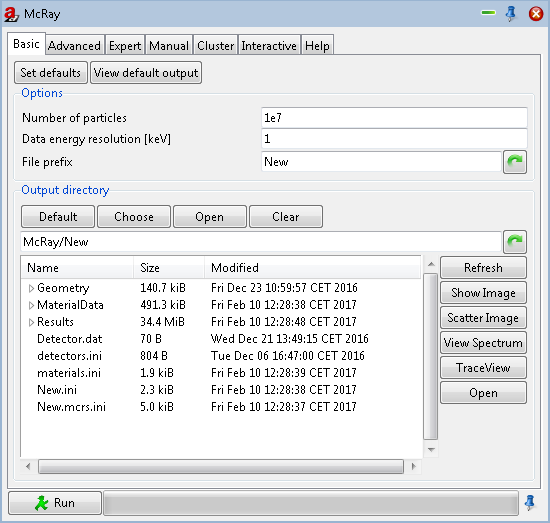 McRay
Basic Advanced Expert Manual Cluster Interactive Help
Set defaults View default output
Options
Number of particles 1e7
Data energy resolution [keV] 1
File prefix New
Output directory
Default Choose Open Clear
McRay/New
Name Size Modified Refresh
Geometry 140.7 kiB Fri Dec 23 10:59:57 CET 2016
Show Image
MaterialData 491.3 kiB Fri Feb 10 12:28:38 CET 2017
Results 34.4 MiB Fri Feb 10 12:28:48 CET 2017 Scatter Image
Detector.dat 70 B Wed Dec 21 13:49:15 CET 2016 View Spectrum
detectors.ini 804 B Tue Dec 06 16:47:00 CET 2016
materials.ini 1.9 kiB Fri Feb 10 12:28:39 CET 2017 TraceView
New.ini 2.3 kiB Fri Feb 10 12:28:38 CET 2017 Open
New.mcrs.ini 5.0 kiB Fri Feb 10 12:28:37 CET 2017
Run